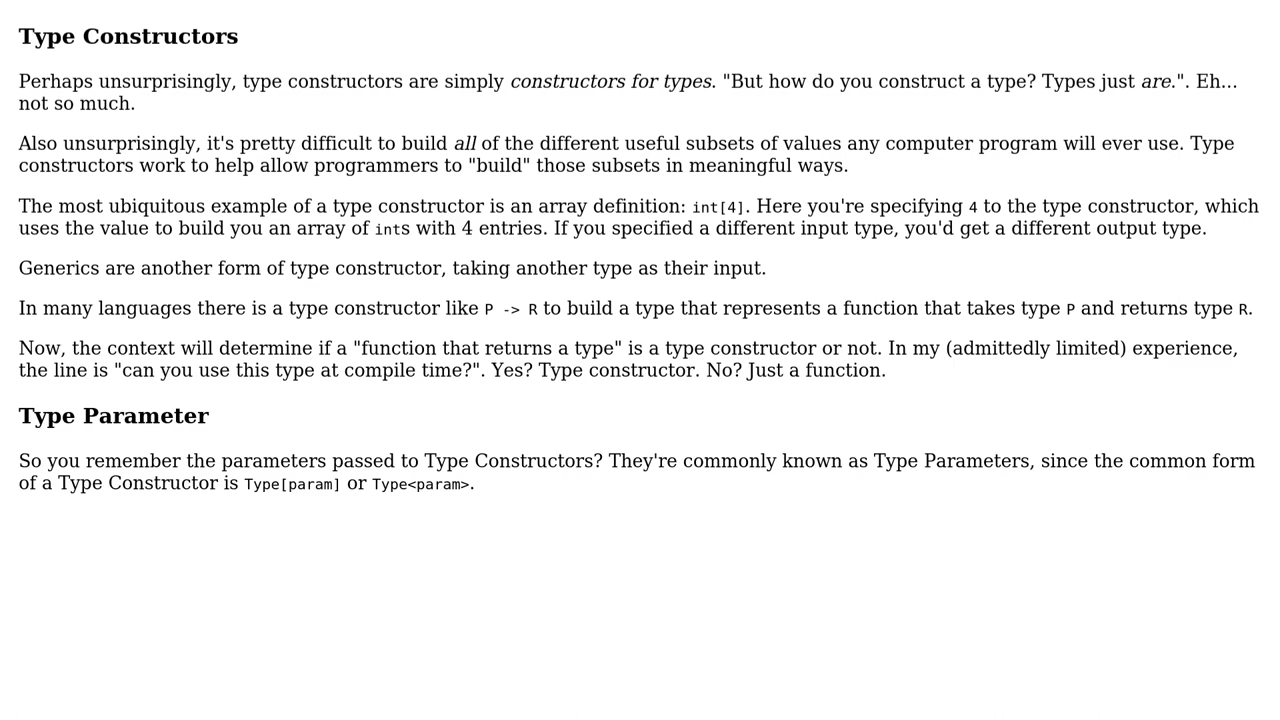 Type Constructors
Perhaps unsurprisingly, type constructors are simply constructors for types. "But how do you construct a type? Types just are.". Eh...
not so much.
Also unsurprisingly, it's pretty difficult to build all of the different useful subsets of values any computer program will ever use. Type
constructors work to help allow programmers to "build" those subsets in meaningful ways.
The most ubiquitous example of a type constructor is an array definition: int[4]. Here you're specifying 4 to the type constructor, which
uses the value to build you an array of ints with 4 entries. If you specified a different input type, you'd get a different output type.
Generics are another form of type constructor, taking another type as their input.
In many languages there is a type constructor like P -> R to build a type that represents a function that takes type P and returns type R.
Now, the context will determine if a "function that returns a type" is a type constructor or not. In my (admittedly limited) experience,
the line is "can you use this type at compile time?". Yes? Type constructor. No? Just a function.
Type Parameter
So you remember the parameters passed to Type Constructors? They're commonly known as Type Parameters, since the common form
of a Type Constructor is Type[param] or Type<param>.